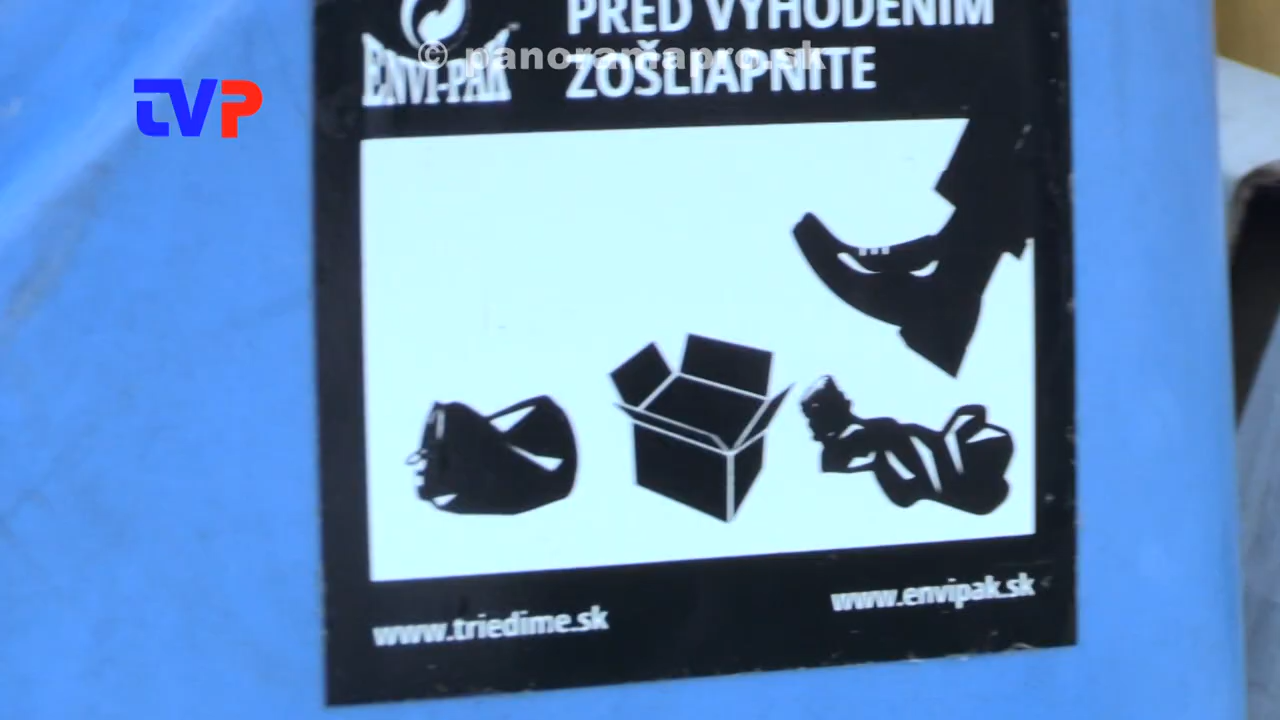 PRED VYHODENÍM
ZOŠLIAPNITE
ENVI-PAK
© panoramapro.sk
TVP
www.triedime.sk
www.envipak.sk